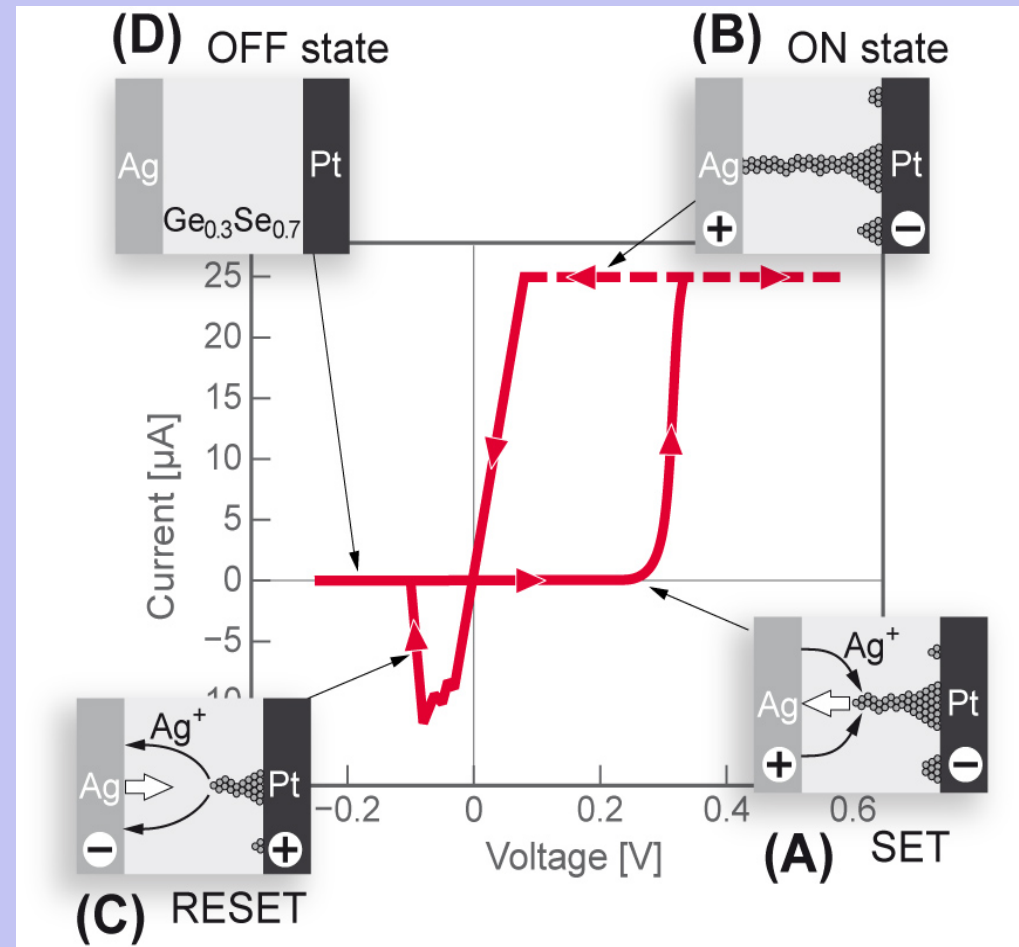 (D) OFF state
(B) ON state
Ag
Pt
Ge0.3Se0.7
Ag
Pt
+
−
25
20
15
10
5
0
−5
10
Current [µA]
−0.2
0
0.2
0.4
0.6
Voltage [V]
Ag+
Ag
Pt
+
−
(A) SET
Ag+
Ag
Pt
−
+
(C) RESET